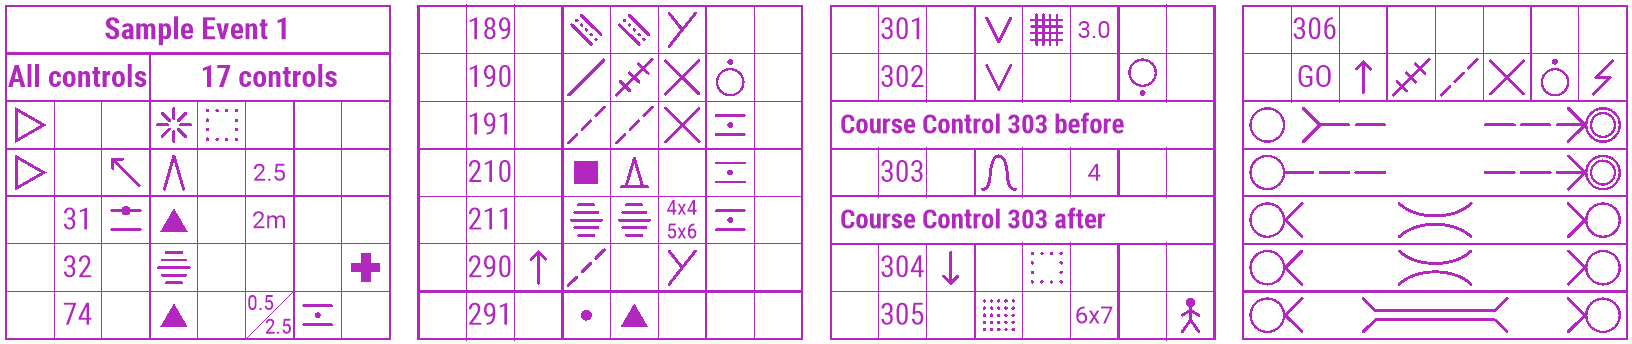 Sample Event 1
All controls 17 controls
2.5
31 2m
32
74 0.5/2.5
189
190
191
210
211 4x4 5x6
290
291
301 3.0
302
Course Control 303 before
303 4
Course Control 303 after
304
305 6x7
306
GO